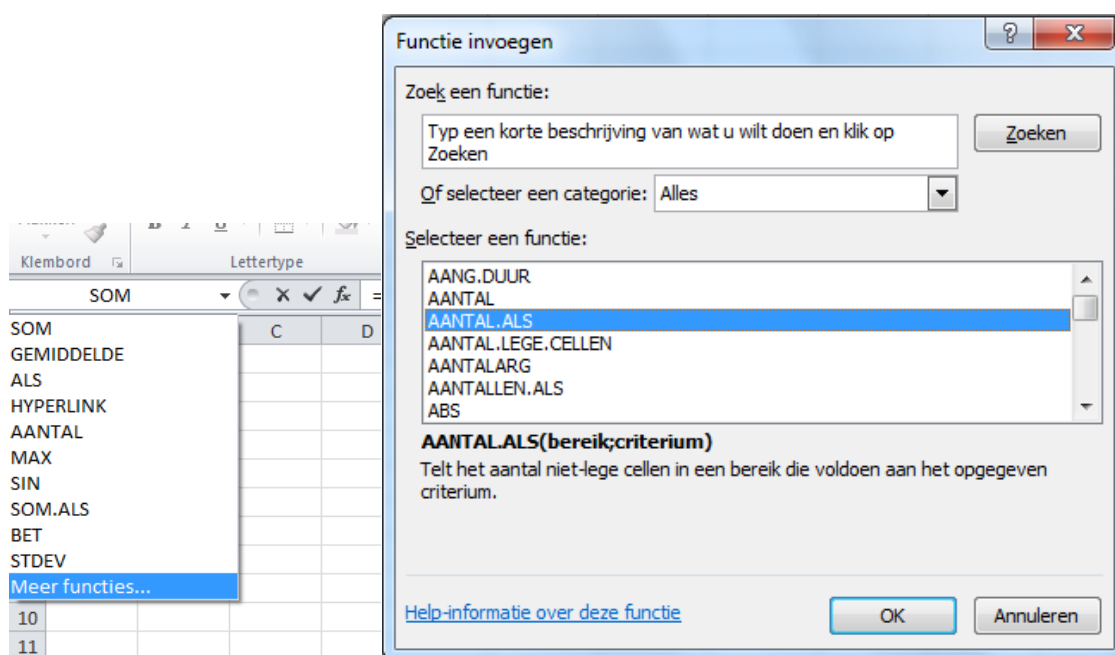 Functie invoegen
Zoek een functie:
Typ een korte beschrijving van wat u wilt doen en klik op
Zoeken
Zoeken
Of selecteer een categorie: Alles
Selecteer een functie:
AANG.DUUR
AANTAL
AANTAL.ALS
AANTAL.LEGE.CELLEN
AANTALARG
AANTALLEN.ALS
ABS
AANTAL.ALS(bereik;criterium)
Telt het aantal niet-lege cellen in een bereik die voldoen aan het opgegeven
criterium.
Help-informatie over deze functie
OK
Annuleren
Klembord
Lettertype
SOM
fx
=
C
D
SOM
GEMIDDELDE
ALS
HYPERLINK
AANTAL
MAX
SIN
SOM.ALS
BET
STDEV
Meer functies...
10
11